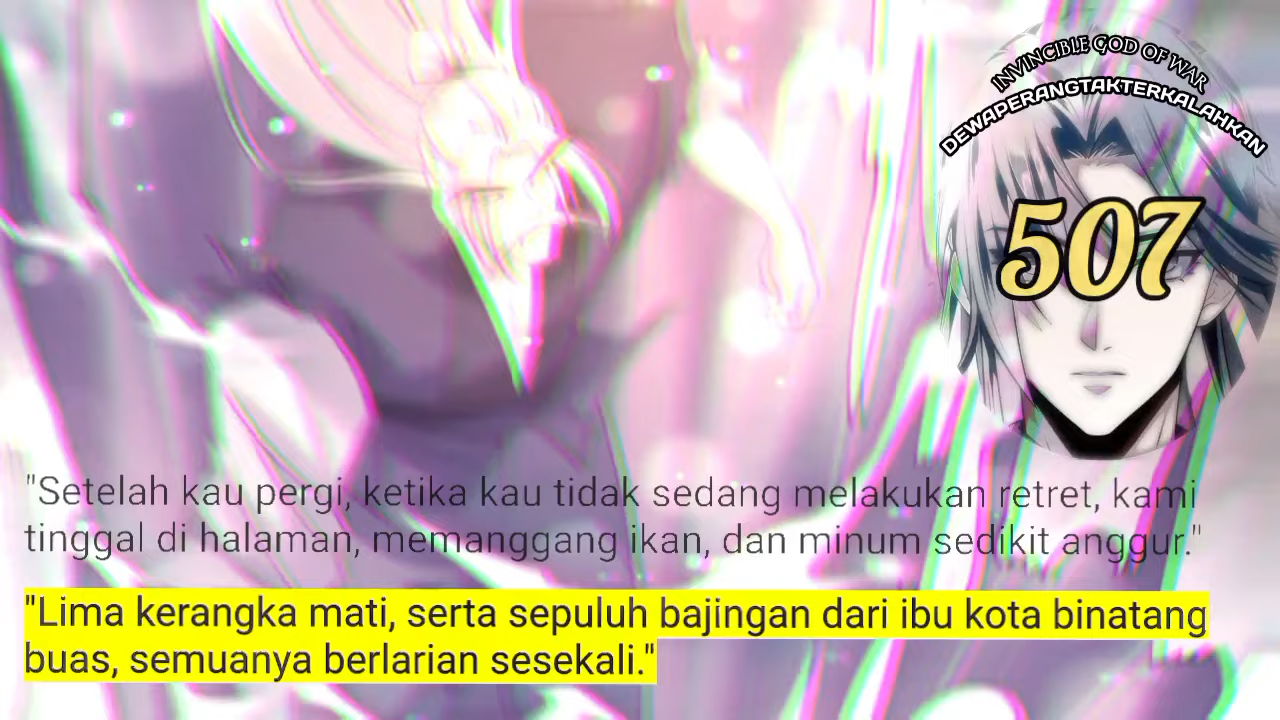 INVINCIBLE GOD OF WAR
DEWAPERANGTAKTERKALAHKAN
507
"Setelah kau pergi, ketika kau tidak sedang melakukan retret, kami
tinggal di halaman, memanggang ikan, dan minum sedikit anggur."
"Lima kerangka mati, serta sepuluh bajingan dari ibu kota binatang
buas, semuanya berlarian sesekali."